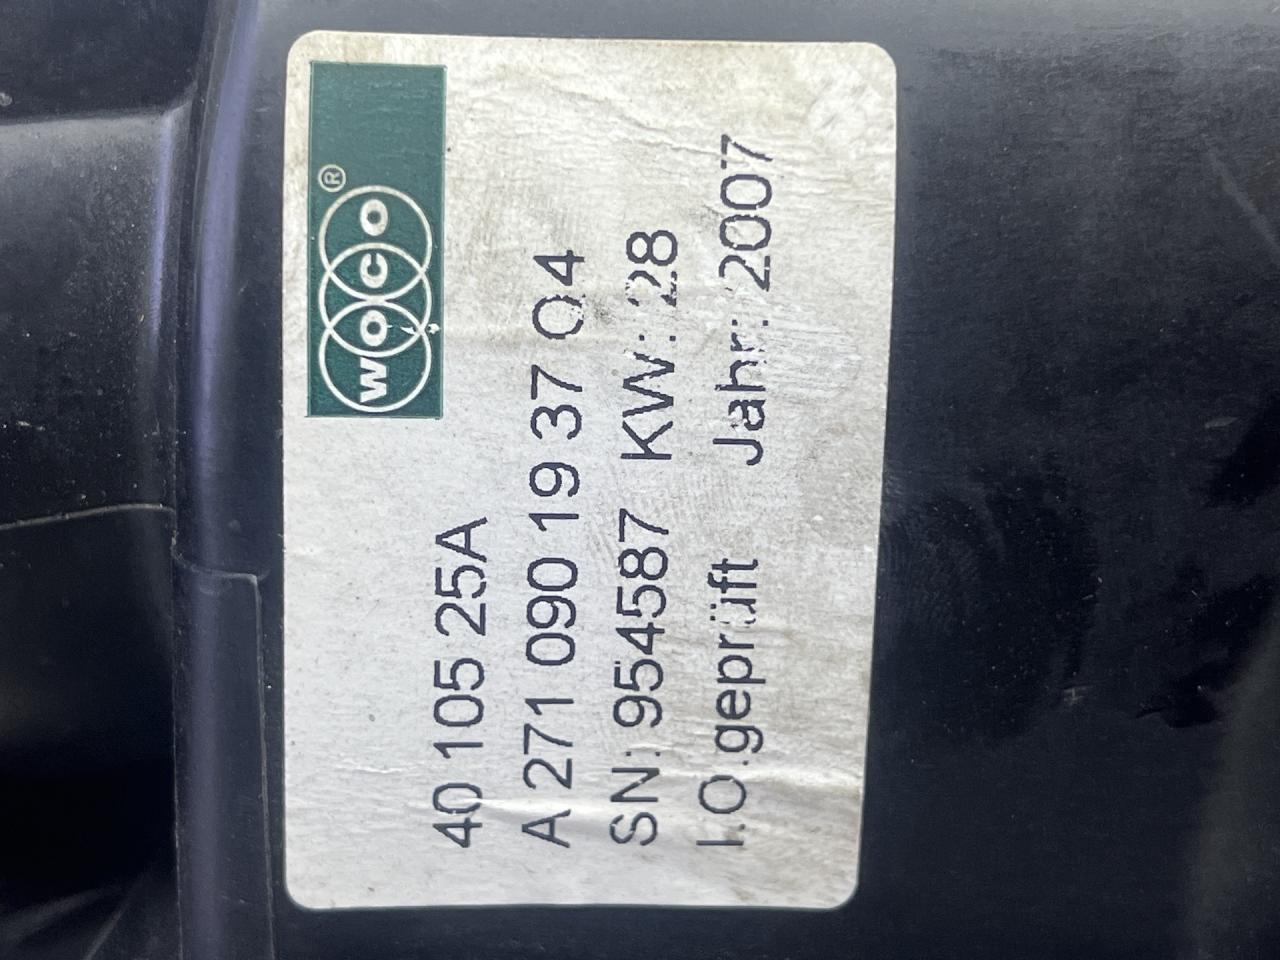 woco®
40 105 25A
A 271 090 19 37 Q4
SN: 954587 KW: 28
I.O.geprüft Jahr: 2007